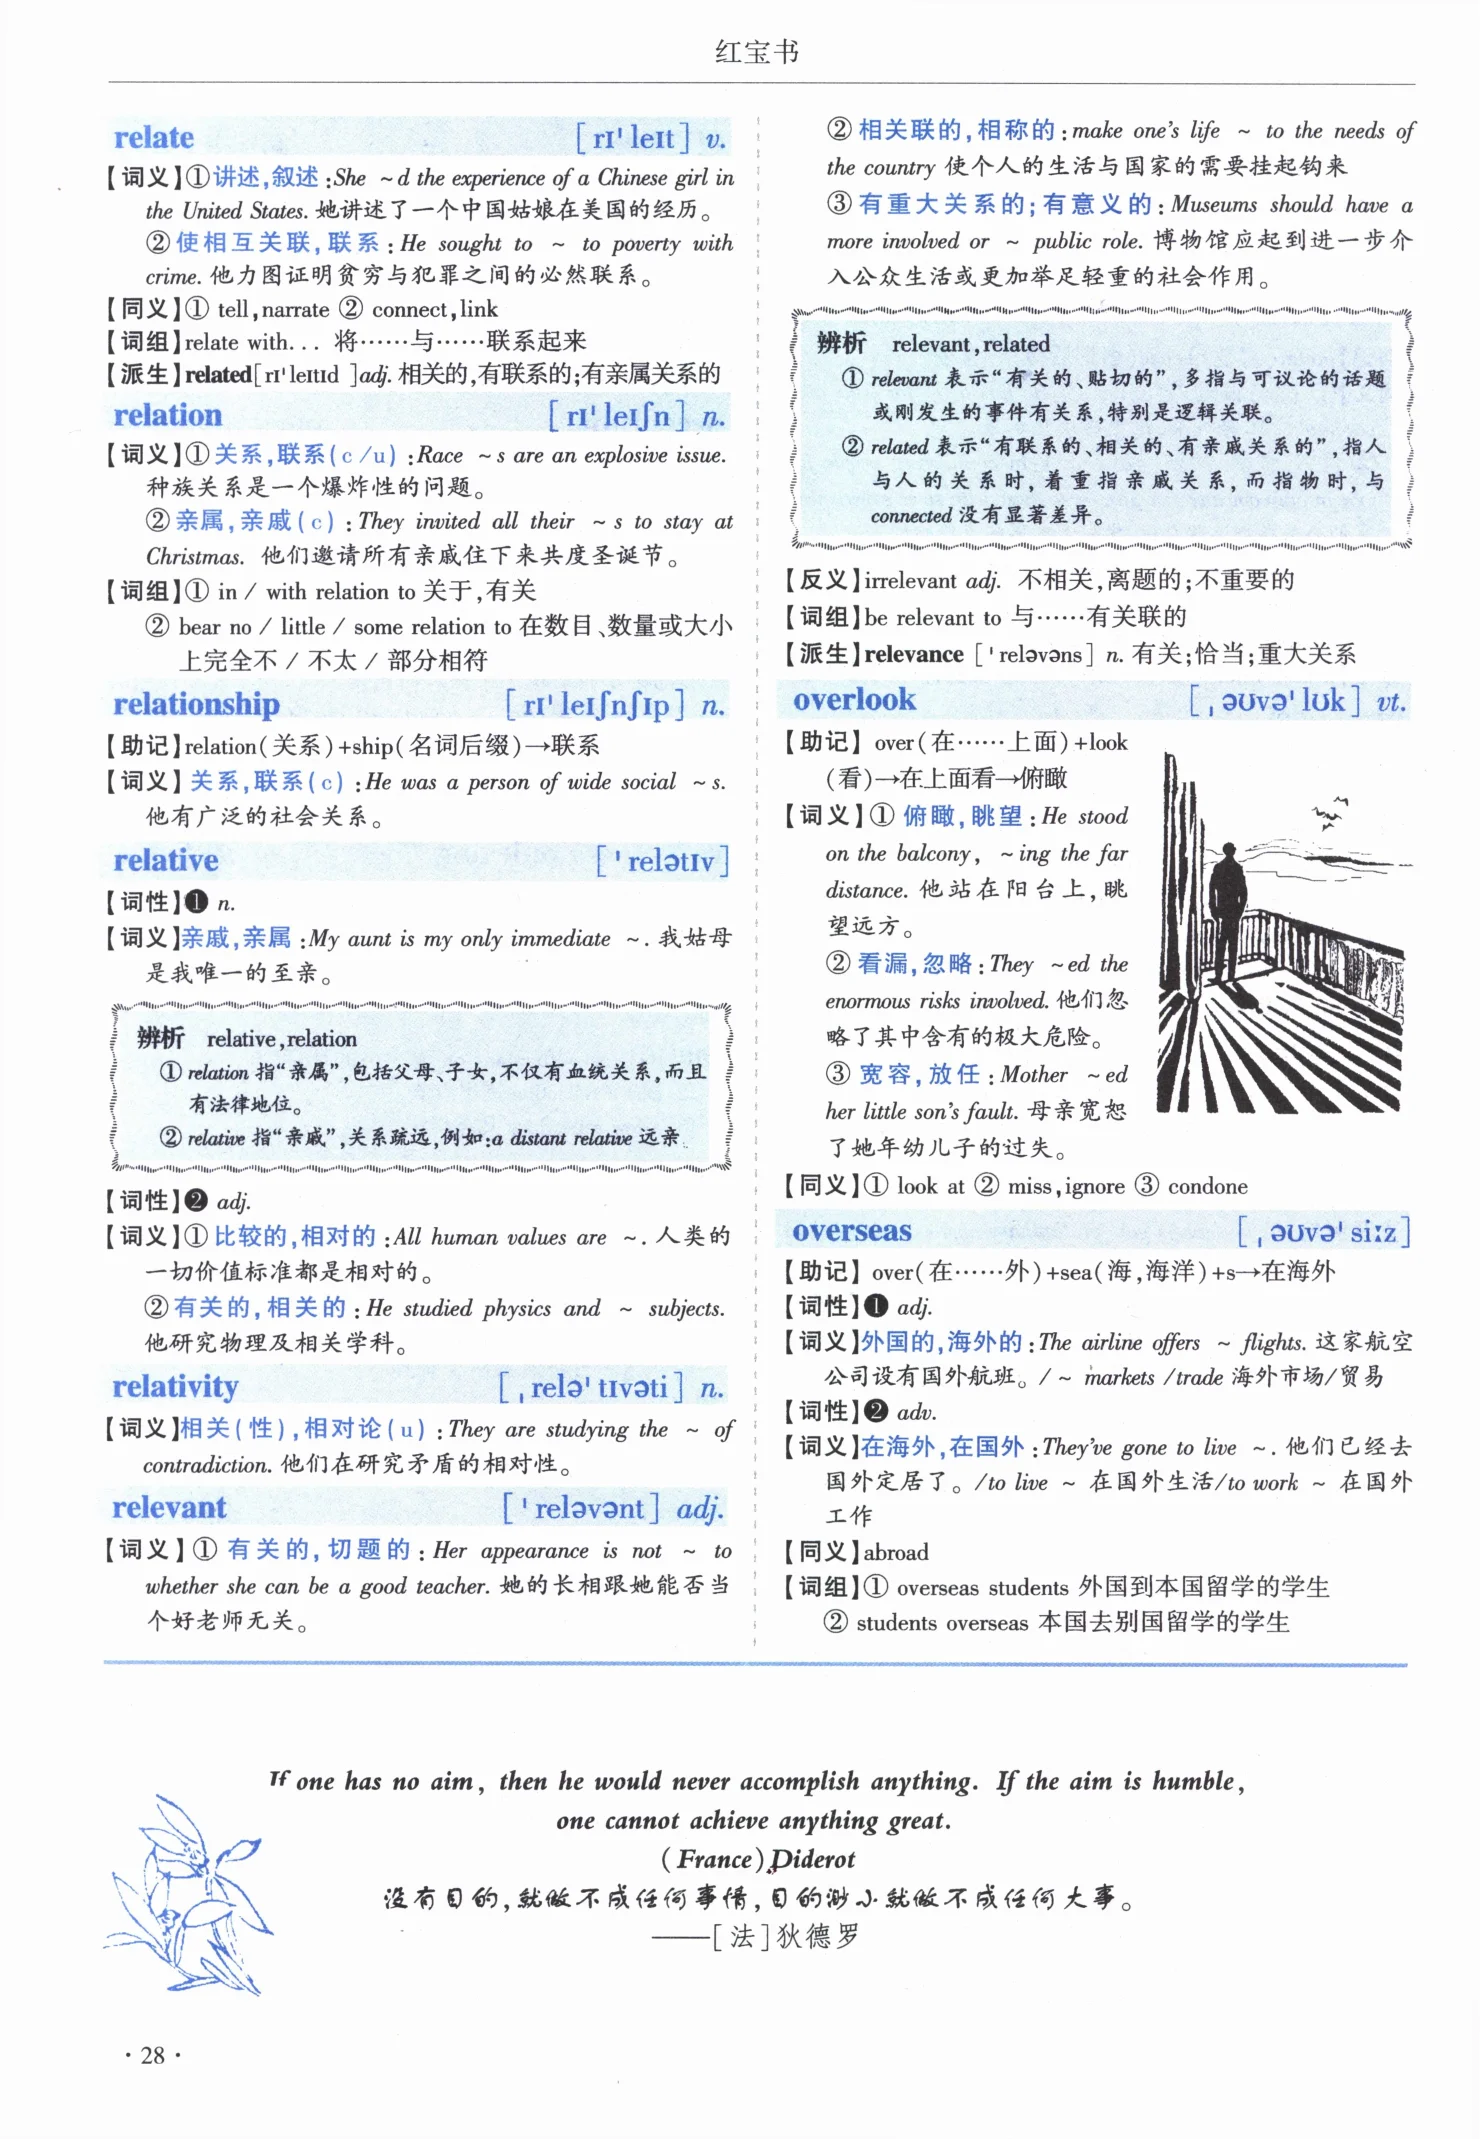 红宝书
relate [rɪˈleɪt] v.
【词义】①讲述,叙述:She ~d the experience of a Chinese girl in
the United States. 她讲述了一个中国姑娘在美国的经历。
②使相互关联,联系:He sought to ~ to poverty with
crime. 他力图证明贫穷与犯罪之间的必然联系。
【同义】① tell,narrate ② connect,link
【词组】relate with... 将……与……联系起来
【派生】related[rɪˈleɪtɪd ]adj. 相关的,有联系的;有亲属关系的
relation [rɪˈleɪʃn] n.
【词义】①关系,联系(c/u):Race ~s are an explosive issue.
种族关系是一个爆炸性的问题。
②亲属,亲戚(c):They invited all their ~s to stay at
Christmas. 他们邀请所有亲戚住下来共度圣诞节。
【词组】① in / with relation to 关于,有关
② bear no / little / some relation to 在数目、数量或大小
上完全不 / 不太 / 部分相符
relationship [rɪˈleɪʃnʃɪp] n.
【助记】relation(关系)+ship(名词后缀)→联系
【词义】关系,联系(c):He was a person of wide social ~s.
他有广泛的社会关系。
relative [ˈrelətɪv]
【词性】❶ n.
【词义】亲戚,亲属:My aunt is my only immediate ~. 我姑母
是我唯一的至亲。
辨析 relative,relation
① relation 指“亲属”,包括父母、子女,不仅有血统关系,而且
有法律地位。
② relative 指“亲戚”,关系疏远,例如:a distant relative 远亲
【词性】❷ adj.
【词义】①比较的,相对的:All human values are ~. 人类的
一切价值标准都是相对的。
②有关的,相关的:He studied physics and ~ subjects.
他研究物理及相关学科。
relativity [ˌreləˈtɪvəti] n.
【词义】相关(性),相对论(u):They are studying the ~ of
contradiction. 他们在研究矛盾的相对性。
relevant [ˈreləvənt] adj.
【词义】①有关的,切题的:Her appearance is not ~ to
whether she can be a good teacher. 她的长相跟她能否当
个好老师无关。
②相关联的,相称的:make one's life ~ to the needs of
the country 使个人的生活与国家的需要挂起钩来
③有重大关系的;有意义的:Museums should have a
more involved or ~ public role. 博物馆应起到进一步介
入公众生活或更加举足轻重的社会作用。
辨析 relevant,related
① relevant 表示“有关的、贴切的”,多指与可议论的话题
或刚发生的事件有关系,特别是逻辑关联。
② related 表示“有联系的、相关的、有亲戚关系的”,指人
与人的关系时,着重指亲戚关系,而指物时,与
connected 没有显著差异。
【反义】irrelevant adj. 不相关,离题的;不重要的
【词组】be relevant to 与……有关联的
【派生】relevance [ˈreləvəns] n. 有关;恰当;重大关系
overlook [ˌəʊvəˈlʊk] vt.
【助记】over(在……上面)+look
(看)→在上面看→俯瞰
【词义】①俯瞰,眺望:He stood
on the balcony, ~ing the far
distance. 他站在阳台上,眺
望远方。
②看漏,忽略:They ~ed the
enormous risks involved. 他们忽
略了其中含有的极大危险。
③宽容,放任:Mother ~ed
her little son's fault. 母亲宽恕
了她年幼儿子的过失。
【同义】① look at ② miss,ignore ③ condone
overseas [ˌəʊvəˈsiːz]
【助记】over(在……外)+sea(海,海洋)+s→在海外
【词性】❶ adj.
【词义】外国的,海外的:The airline offers ~ flights. 这家航空
公司设有国外航班。/ ~ markets /trade 海外市场/贸易
【词性】❷ adv.
【词义】在海外,在国外:They've gone to live ~. 他们已经去
国外定居了。/to live ~ 在国外生活/to work ~ 在国外
工作
【同义】abroad
【词组】① overseas students 外国到本国留学的学生
② students overseas 本国去别国留学的学生
If one has no aim, then he would never accomplish anything. If the aim is humble,
one cannot achieve anything great.
(France)Diderot
没有目的,就做不成任何事情,目的渺小就做不成任何大事。
——[法]狄德罗
·28·